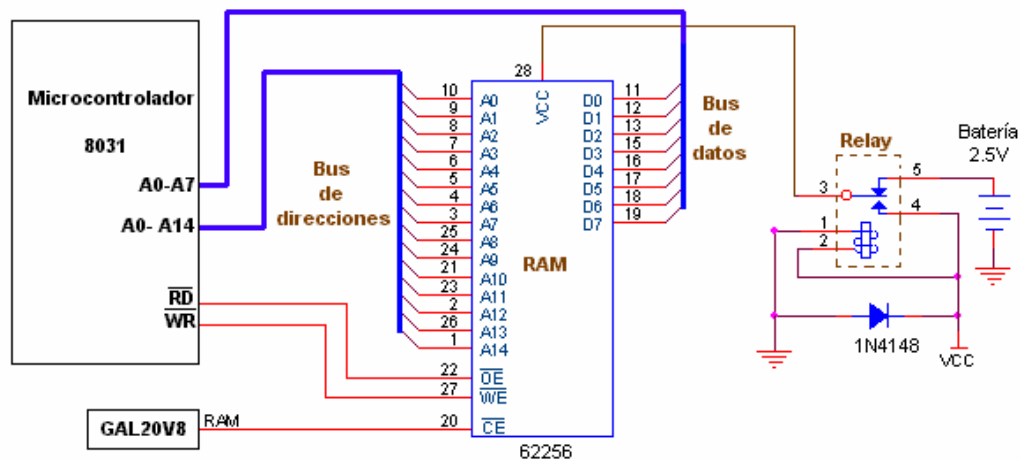 Microcontrolador
8031
A0-A7
A0- A14
RD
WR
GAL20V8
RAM
Bus
de
direcciones
10
9
8
7
6
5
4
3
25
24
21
23
2
26
1
22
27
20
A0
A1
A2
A3
A4
A5
A6
A7
A8
A9
A10
A11
A12
A13
A14
OE
WE
CE
28
VCC
RAM
62256
D0
D1
D2
D3
D4
D5
D6
D7
11
12
13
15
16
17
18
19
Bus
de
datos
Relay
3
5
4
1
2
Batería
2.5V
1N4148
VCC